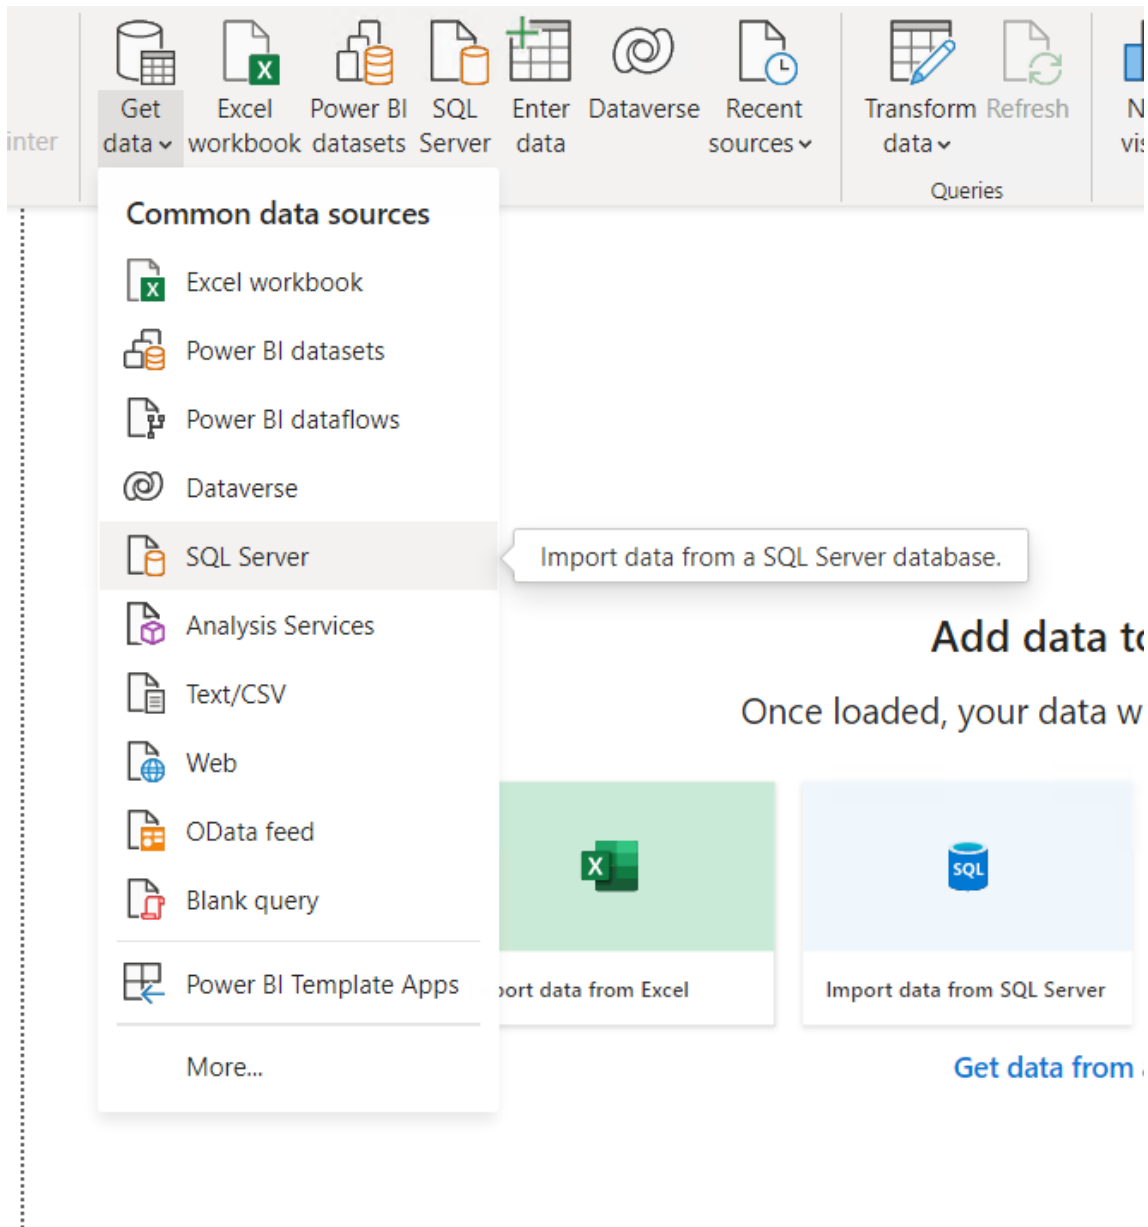 Get data
Excel workbook
Power BI datasets
SQL Server
Enter data
Dataverse
Recent sources
Transform data
Refresh
Queries
Common data sources
Excel workbook
Power BI datasets
Power BI dataflows
Dataverse
SQL Server
Import data from a SQL Server database.
Analysis Services
Text/CSV
Web
OData feed
Blank query
Power BI Template Apps
More...
Add data to
Once loaded, your data w
SQL
port data from Excel
Import data from SQL Server
Get data from